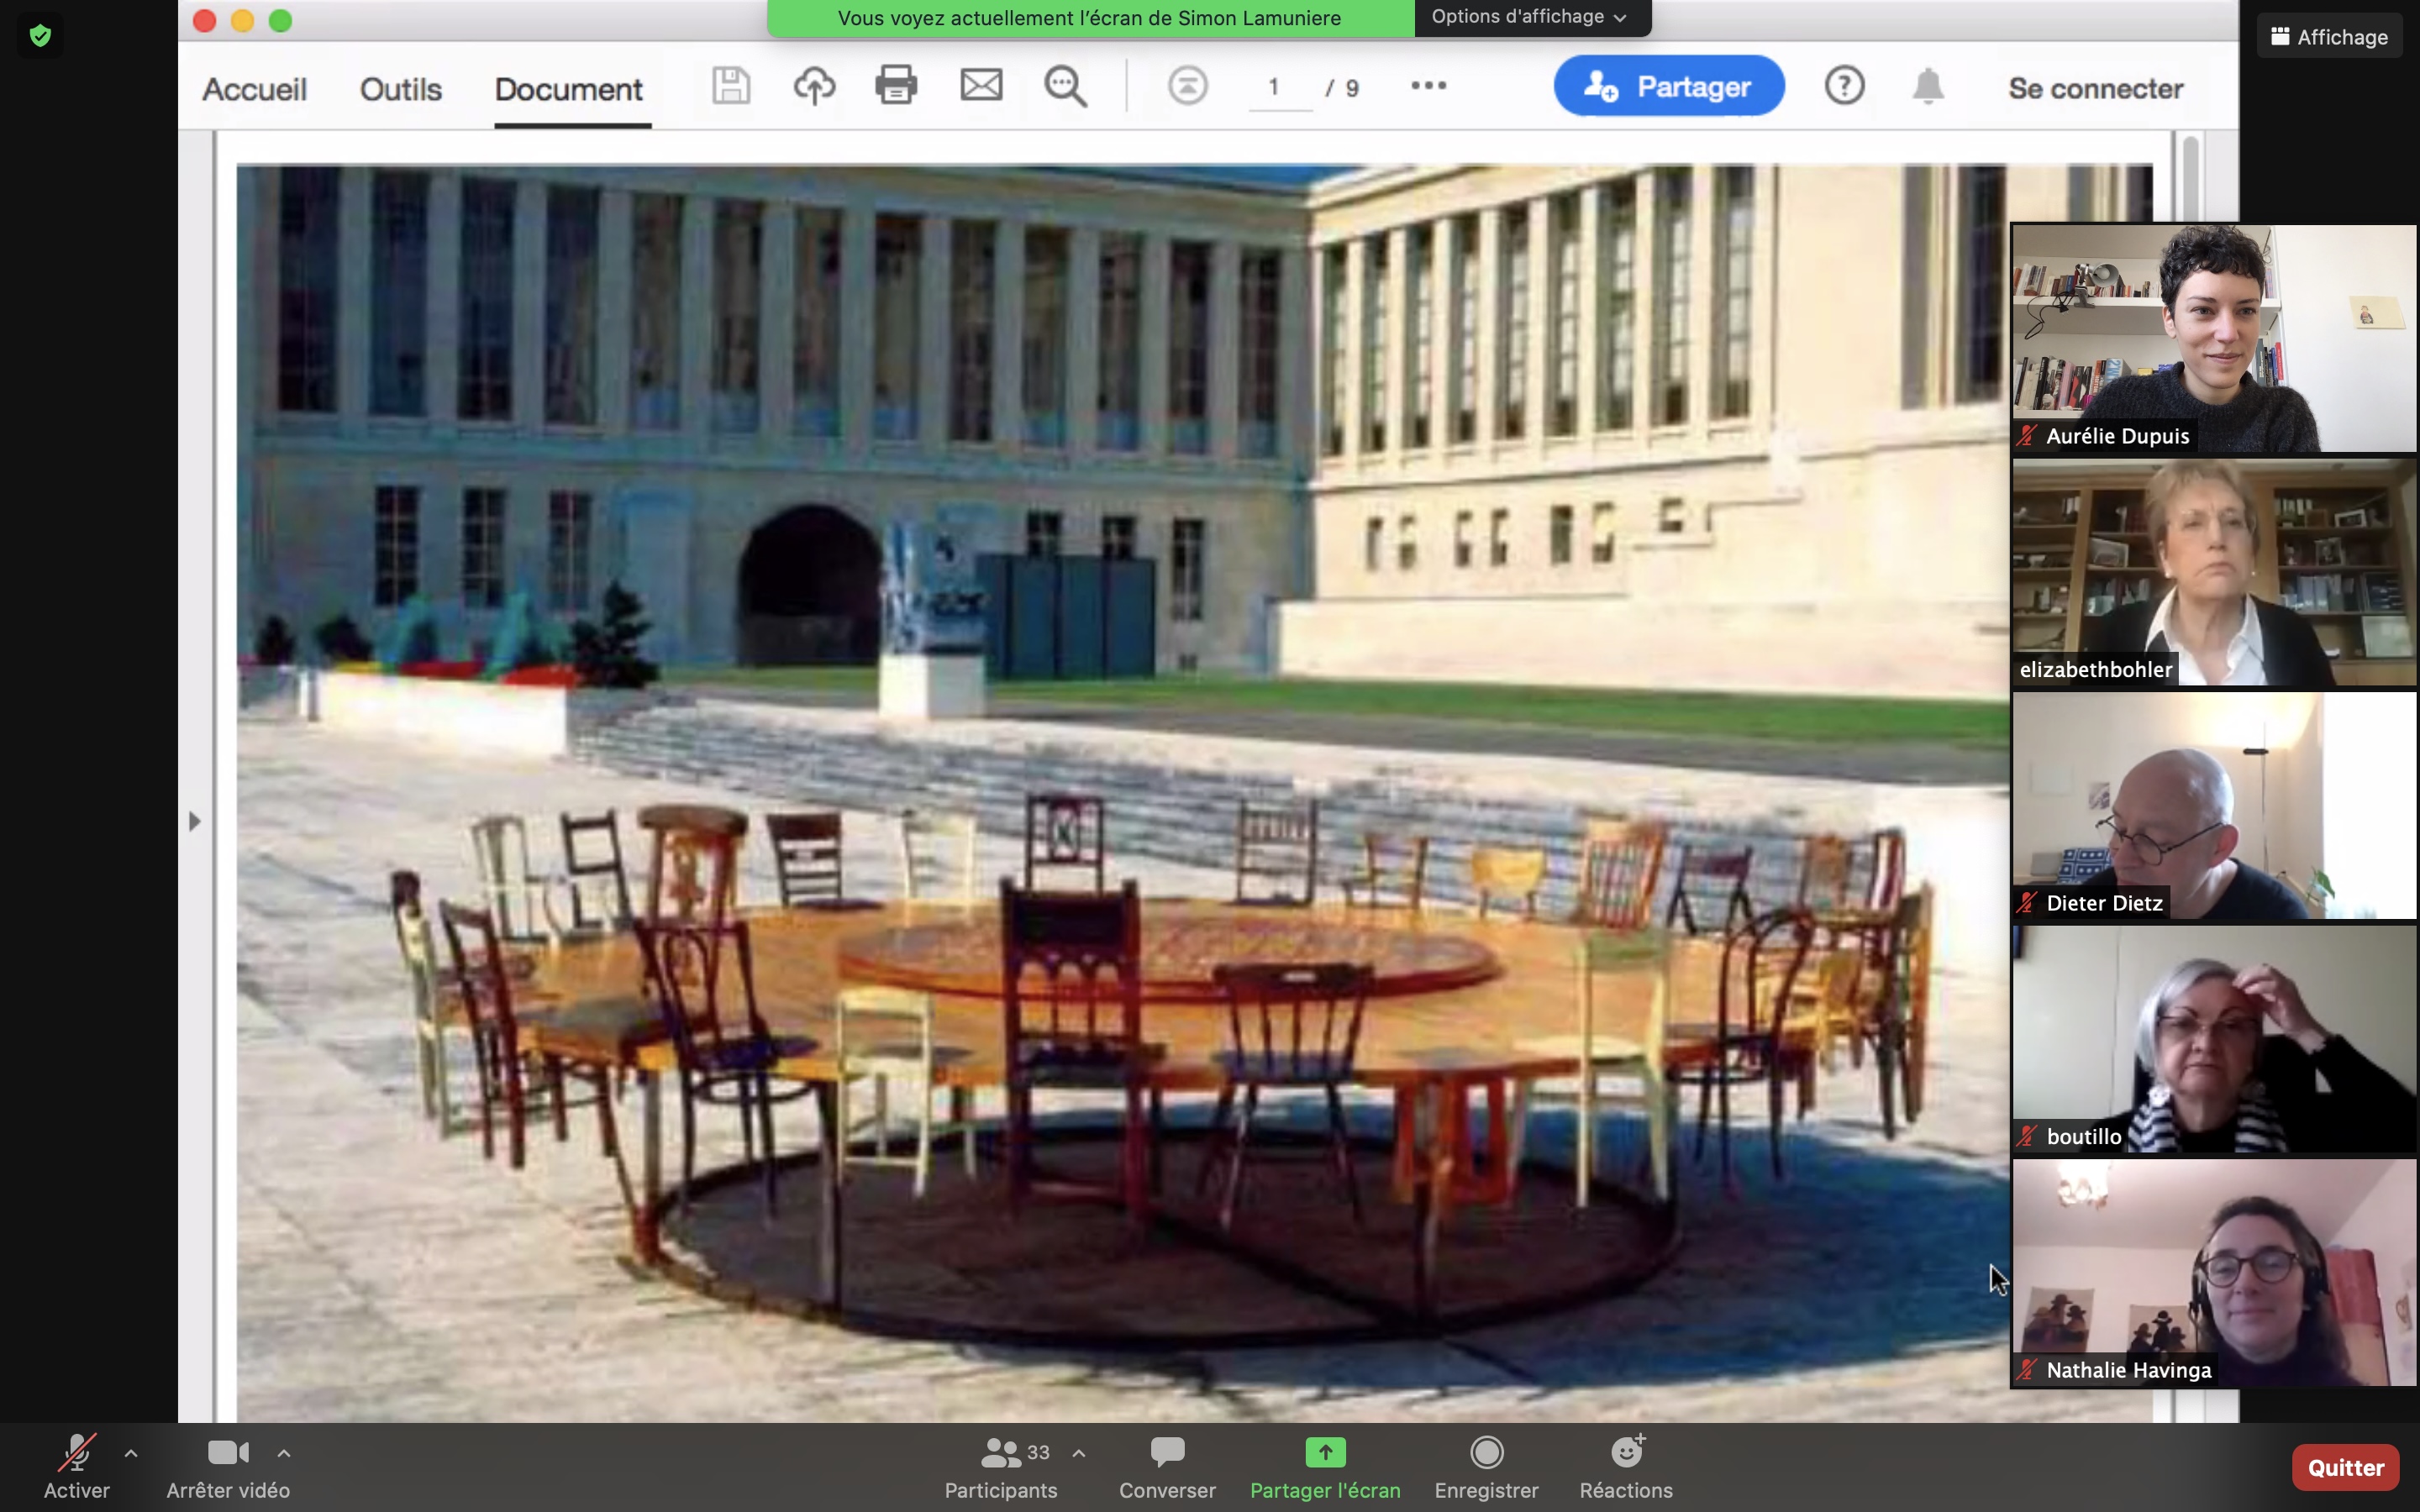 Vous voyez actuellement l'écran de Simon Lamuniere
Options d'affichage
Affichage
Accueil
Outils
Document
1
/ 9
Partager
Se connecter
Aurélie Dupuis
elizabethbohler
Dieter Dietz
boutillo
Nathalie Havinga
Activer
Arrêter vidéo
33
Participants
Converser
Partager l'écran
Enregistrer
Réactions
Quitter